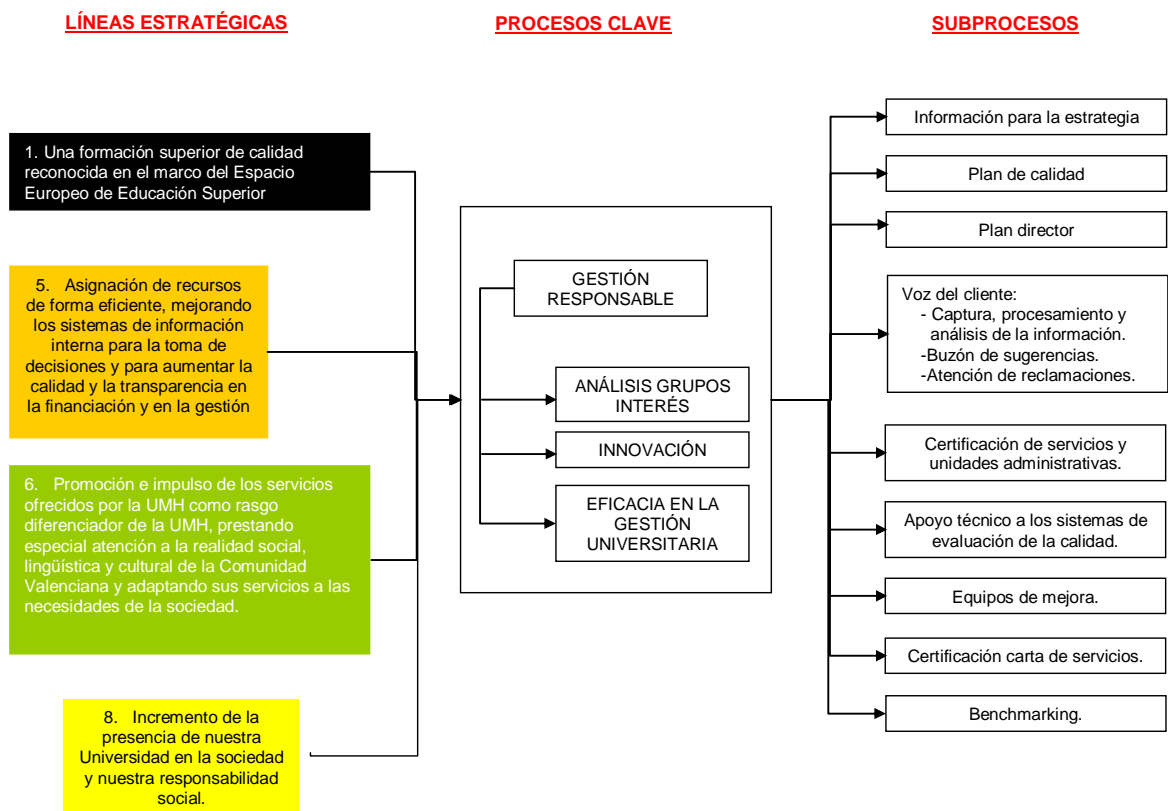 LÍNEAS ESTRATÉGICAS
PROCESOS CLAVE
SUBPROCESOS
1. Una formación superior de calidad
reconocida en el marco del Espacio
Europeo de Educación Superior
5. Asignación de recursos
de forma eficiente, mejorando
los sistemas de información
interna para la toma de
decisiones y para aumentar la
calidad y la transparencia en
la financiación y en la gestión
6. Promoción e impulso de los servicios
ofrecidos por la UMH como rasgo
diferenciador de la UMH, prestando
especial atención a la realidad social,
lingüística y cultural de la Comunidad
Valenciana y adaptando sus servicios a las
necesidades de la sociedad.
8. Incremento de la
presencia de nuestra
Universidad en la sociedad
y nuestra responsabilidad
social.
GESTIÓN
RESPONSABLE
ANÁLISIS GRUPOS
INTERÉS
INNOVACIÓN
EFICACIA EN LA
GESTIÓN
UNIVERSITARIA
Información para la estrategia
Plan de calidad
Plan director
Voz del cliente:
- Captura, procesamiento y
análisis de la información.
-Buzón de sugerencias.
-Atención de reclamaciones.
Certificación de servicios y
unidades administrativas.
Apoyo técnico a los sistemas de
evaluación de la calidad.
Equipos de mejora.
Certificación carta de servicios.
Benchmarking.